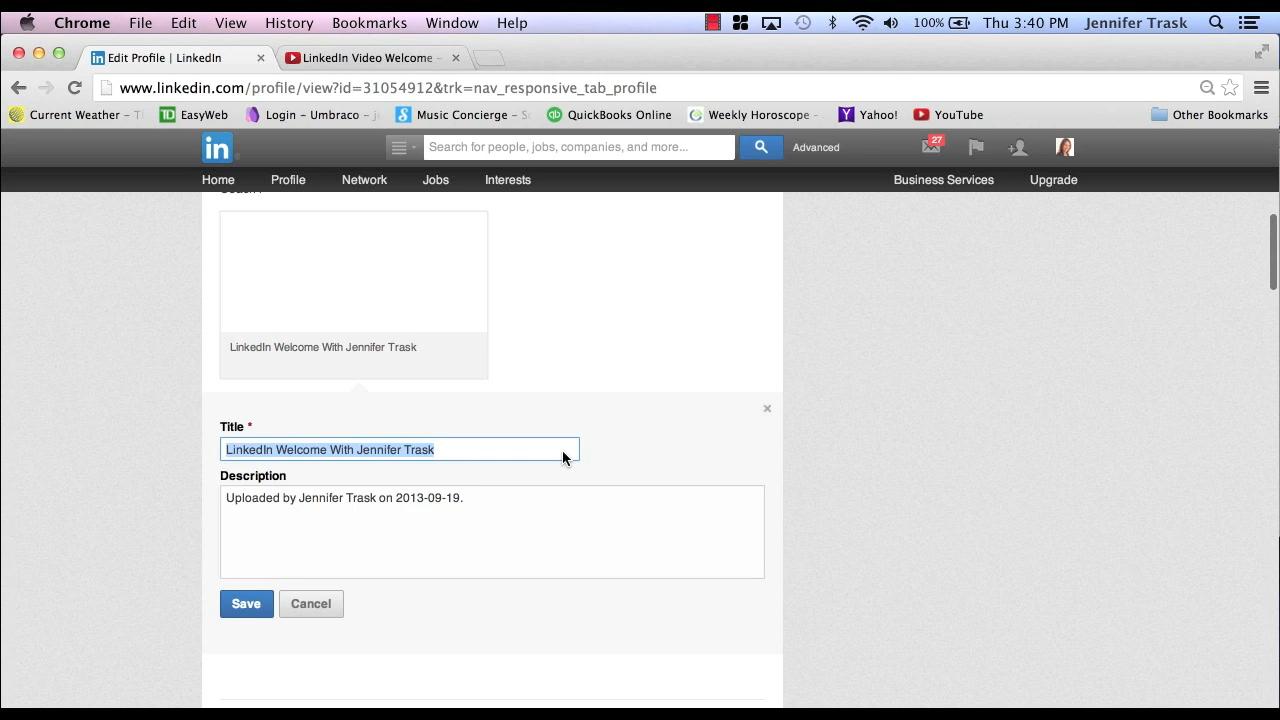 Chrome File Edit View History Bookmarks Window Help 100% Thu 3:40 PM Jennifer Trask
Edit Profile | LinkedIn LinkedIn Video Welcome -
www.linkedin.com/profile/view?id=31054912&trk=nav_responsive_tab_profile
Current Weather - T EasyWeb Login – Umbraco – Music Concierge – S QuickBooks Online Weekly Horoscope - Yahoo! YouTube Other Bookmarks
in Search for people, jobs, companies, and more... Advanced 27
Home Profile Network Jobs Interests Business Services Upgrade
LinkedIn Welcome With Jennifer Trask
Title *
LinkedIn Welcome With Jennifer Trask
Description
Uploaded by Jennifer Trask on 2013-09-19.
Save Cancel